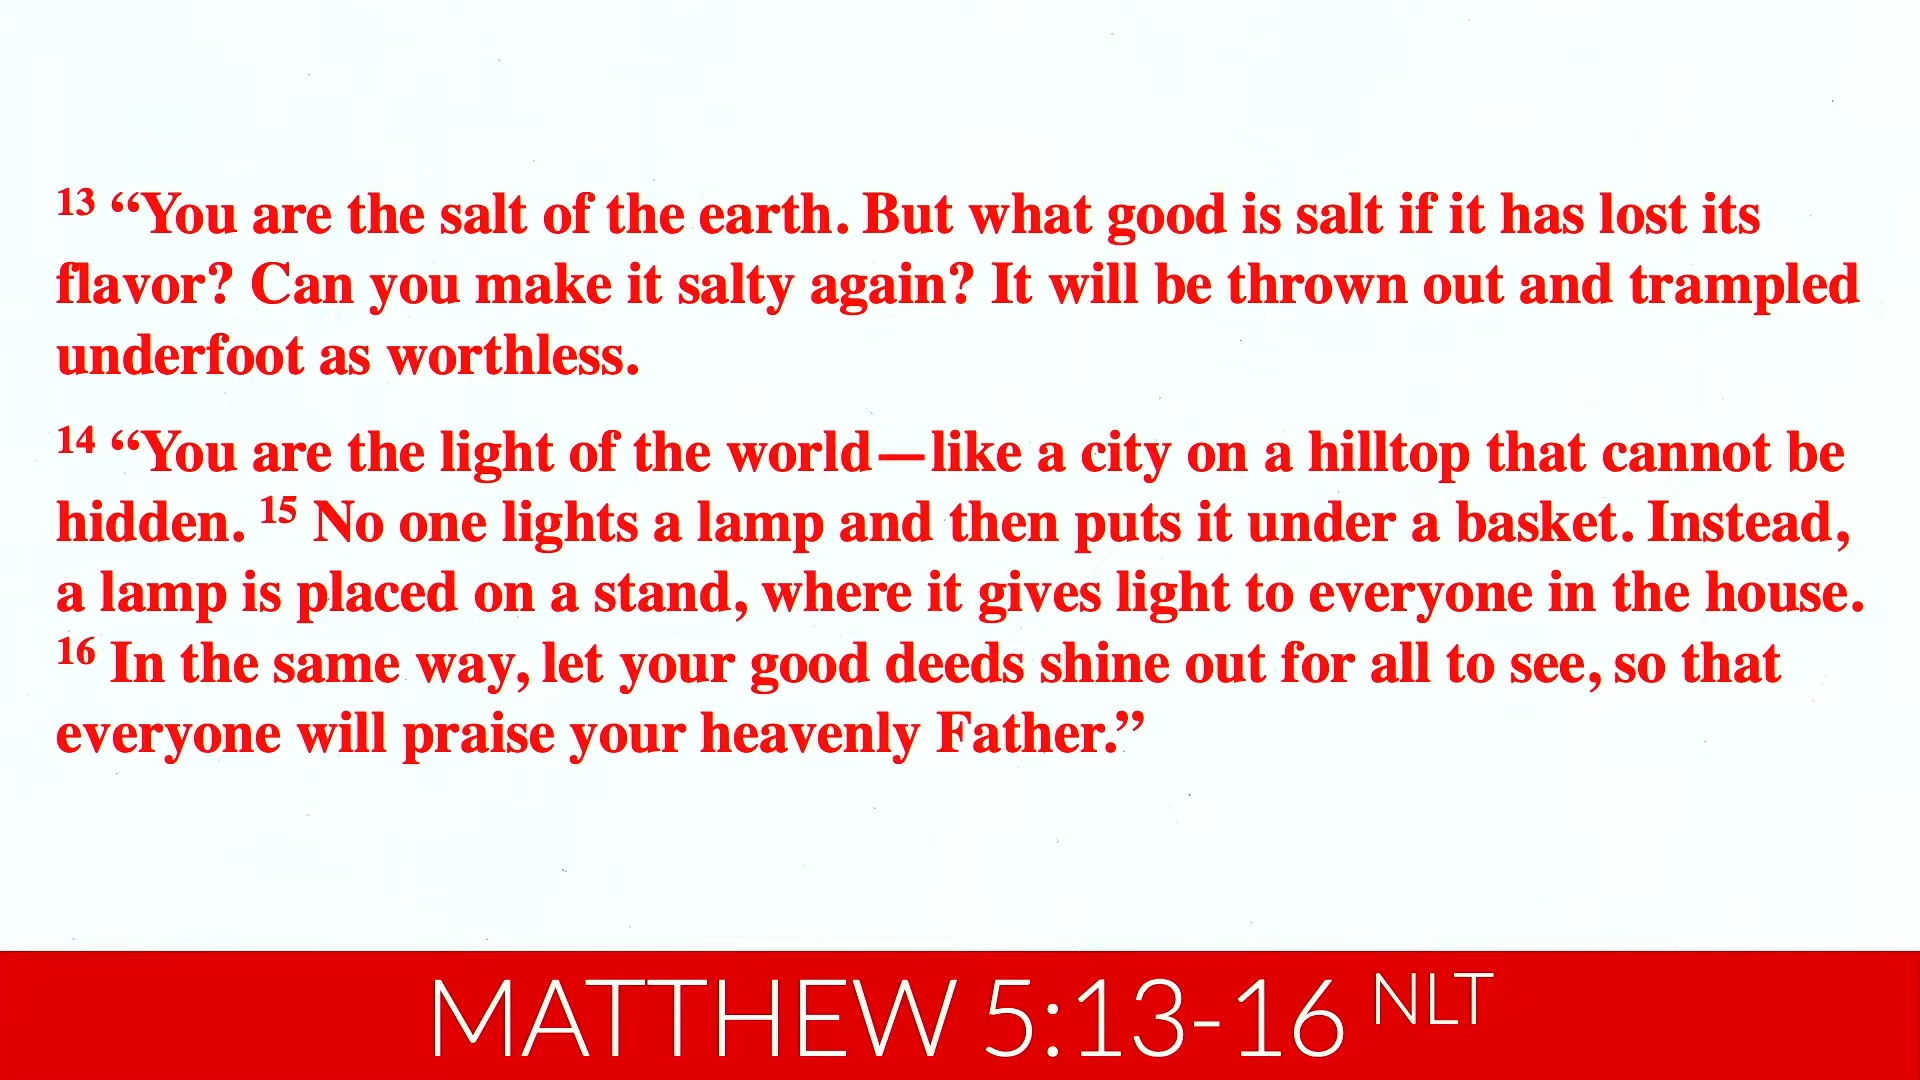 13 “You are the salt of the earth. But what good is salt if it has lost its
flavor? Can you make it salty again? It will be thrown out and trampled
underfoot as worthless.
14 “You are the light of the world—like a city on a hilltop that cannot be
hidden. 15 No one lights a lamp and then puts it under a basket. Instead,
a lamp is placed on a stand, where it gives light to everyone in the house.
16 In the same way, let your good deeds shine out for all to see, so that
everyone will praise your heavenly Father.”
MATTHEW 5:13-16 NLT